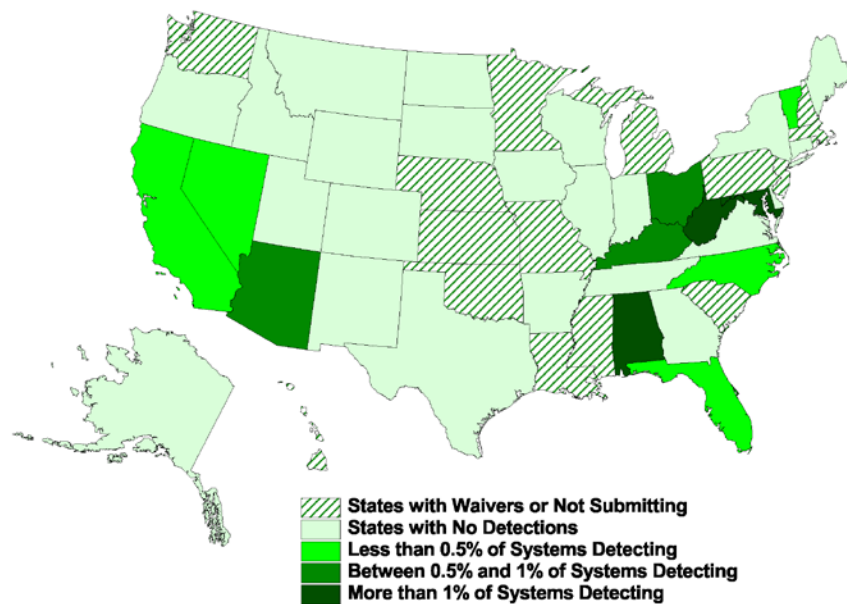 States with Waivers or Not Submitting
States with No Detections
Less than 0.5% of Systems Detecting
Between 0.5% and 1% of Systems Detecting
More than 1% of Systems Detecting